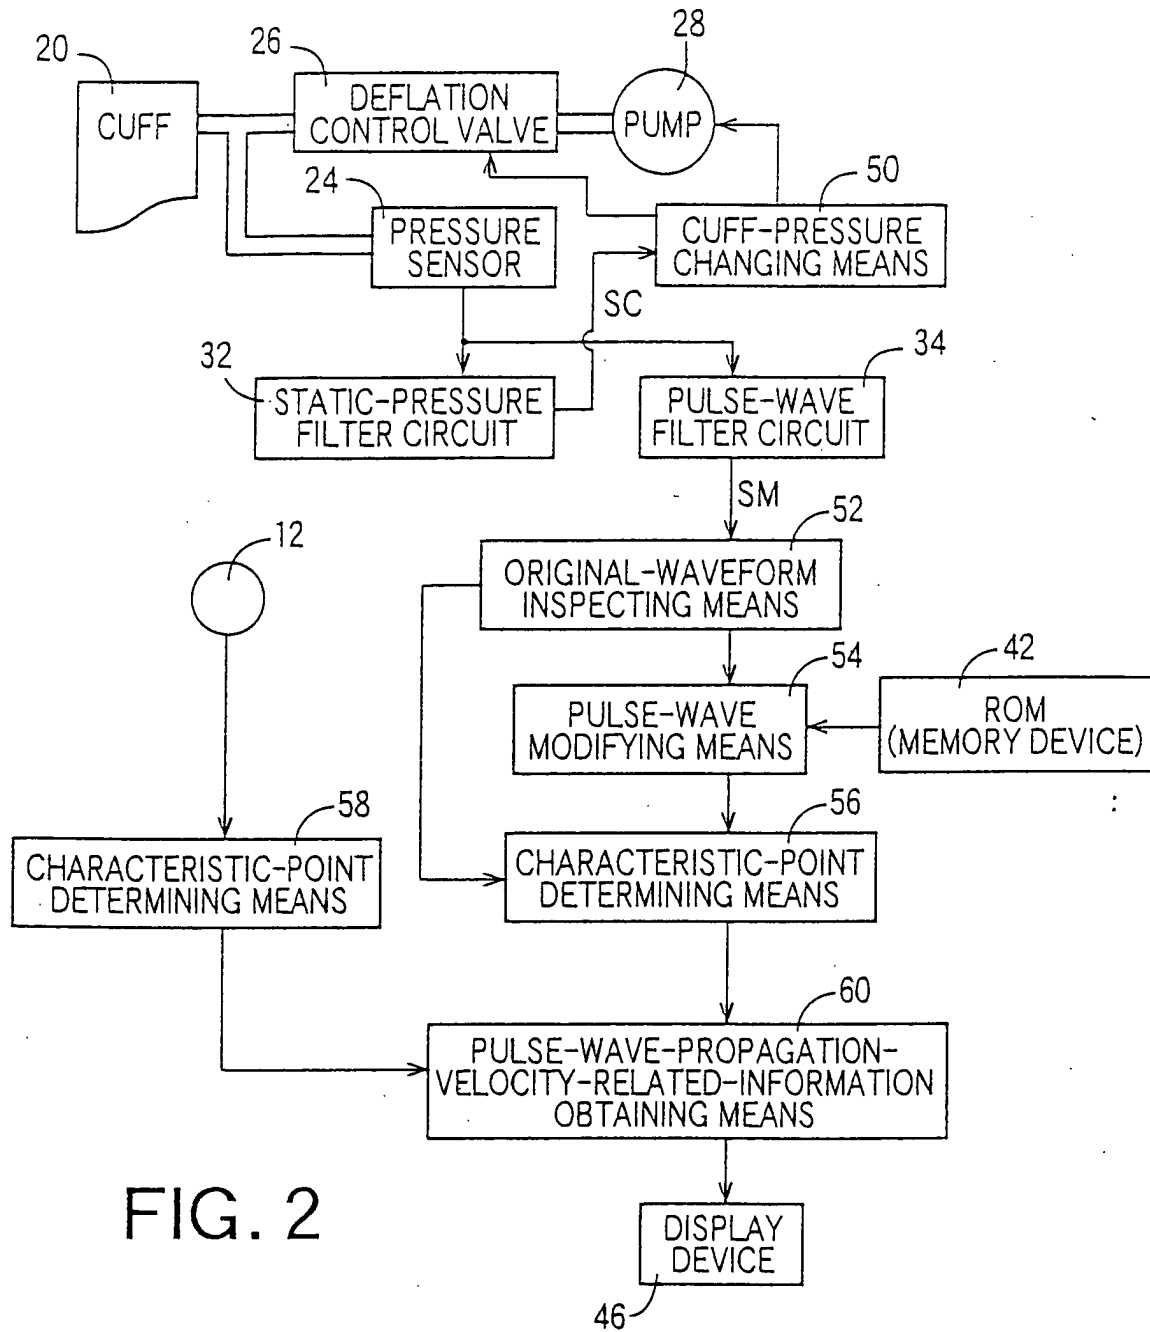 28
26
20
DEFLATION
CONTROL VALVE
CUFF
PUMP
24
50
PRESSURE
SENSOR
CUFF-PRESSURE
CHANGING MEANS
SC
32
34
STATIC-PRESSURE
FILTER CIRCUIT
PULSE-WAVE
FILTER CIRCUIT
SM
52
12
ORIGINAL-WAVEFORM
INSPECTING MEANS
54
42
PULSE-WAVE
MODIFYING MEANS
ROM
(MEMORY DEVICE)
58
56
CHARACTERISTIC-POINT
DETERMINING MEANS
CHARACTERISTIC-POINT
DETERMINING MEANS
60
PULSE-WAVE-PROPAGATION-
VELOCITY-RELATED-INFORMATION
OBTAINING MEANS
FIG. 2
DISPLAY
DEVICE
46